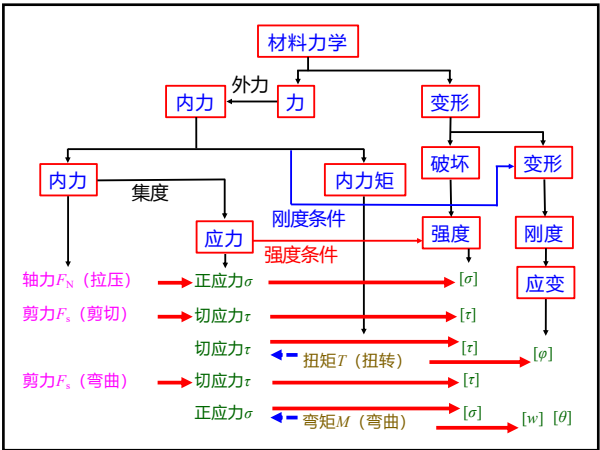 材料力学
外力
内力 力 变形
内力 内力矩 破坏 变形
集度
刚度条件
应力 强度 刚度
强度条件
轴力F_N（拉压） 正应力σ [σ] 应变
剪力F_s（剪切） 切应力τ [τ]
切应力τ [τ]
扭矩T（扭转） [φ]
剪力F_s（弯曲） 切应力τ [τ]
正应力σ [σ]
弯矩M（弯曲） [w] [θ]